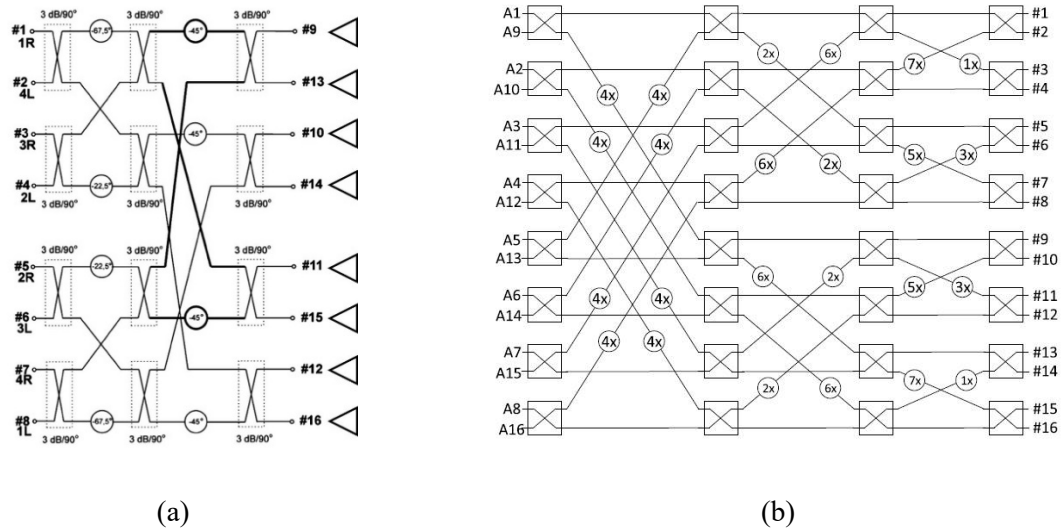 3 dB/90° 3 dB/90° 3 dB/90°
#1 -67,5° -45° #9
1R
#2 #13
4L
#3 -45° #10
3R
#4 -22,5° #14
2L
3 dB/90° 3 dB/90° 3 dB/90°
3 dB/90° 3 dB/90° 3 dB/90°
#5 -22,5° #11
2R
#6 -45° #15
3L
#7 #12
4R
#8 -67,5° -45° #16
1L
3 dB/90° 3 dB/90° 3 dB/90°
(a)
A1 #1
A9 2x 6x 7x 1x #2
A2 #3
A10 4x 4x #4
A3 #5
A11 4x 4x 6x 2x 5x 3x #6
A4 #7
A12 #8
A5 #9
A13 6x 2x 5x 3x #10
A6 4x 4x #11
A14 #12
A7 4x 4x #13
A15 2x 6x 7x 1x #14
A8 #15
A16 #16
(b)